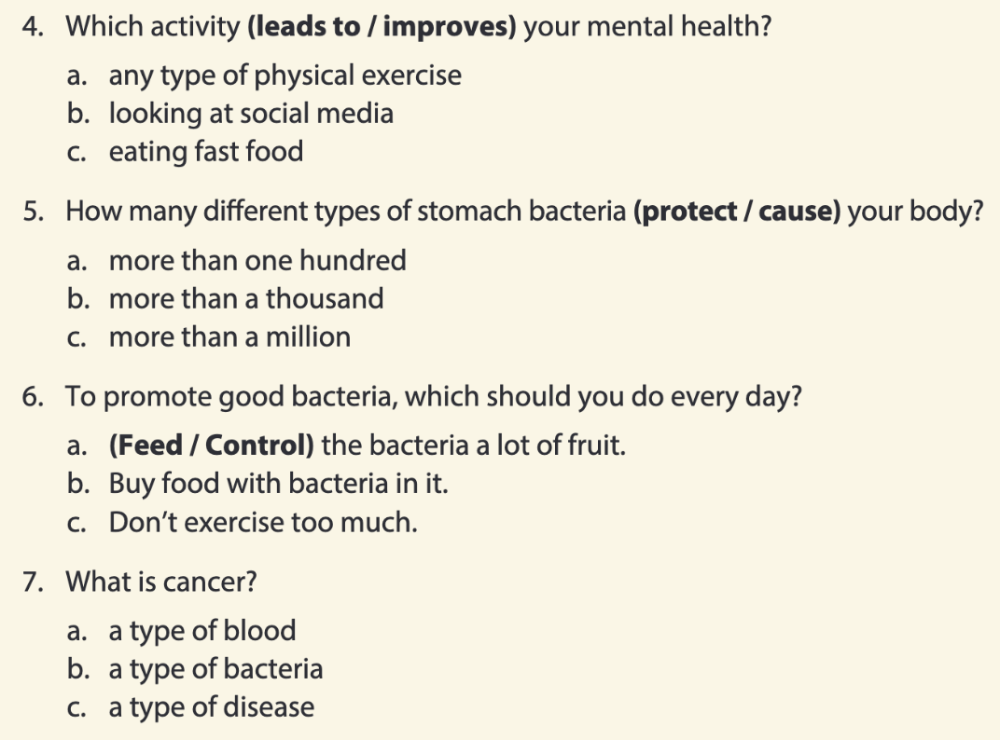 4. Which activity (leads to / improves) your mental health?
a. any type of physical exercise
b. looking at social media
c. eating fast food
5. How many different types of stomach bacteria (protect / cause) your body?
a. more than one hundred
b. more than a thousand
c. more than a million
6. To promote good bacteria, which should you do every day?
a. (Feed / Control) the bacteria a lot of fruit.
b. Buy food with bacteria in it.
c. Don’t exercise too much.
7. What is cancer?
a. a type of blood
b. a type of bacteria
c. a type of disease